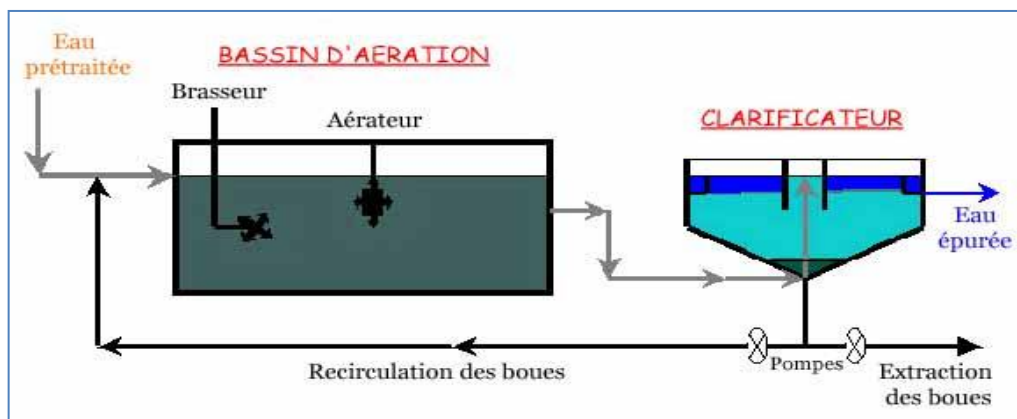 Eau
prétraitée
BASSIN D'AERATION
Brasseur
Aérateur
CLARIFICATEUR
Eau
épurée
Recirculation des boues
Pompes
Extraction
des boues